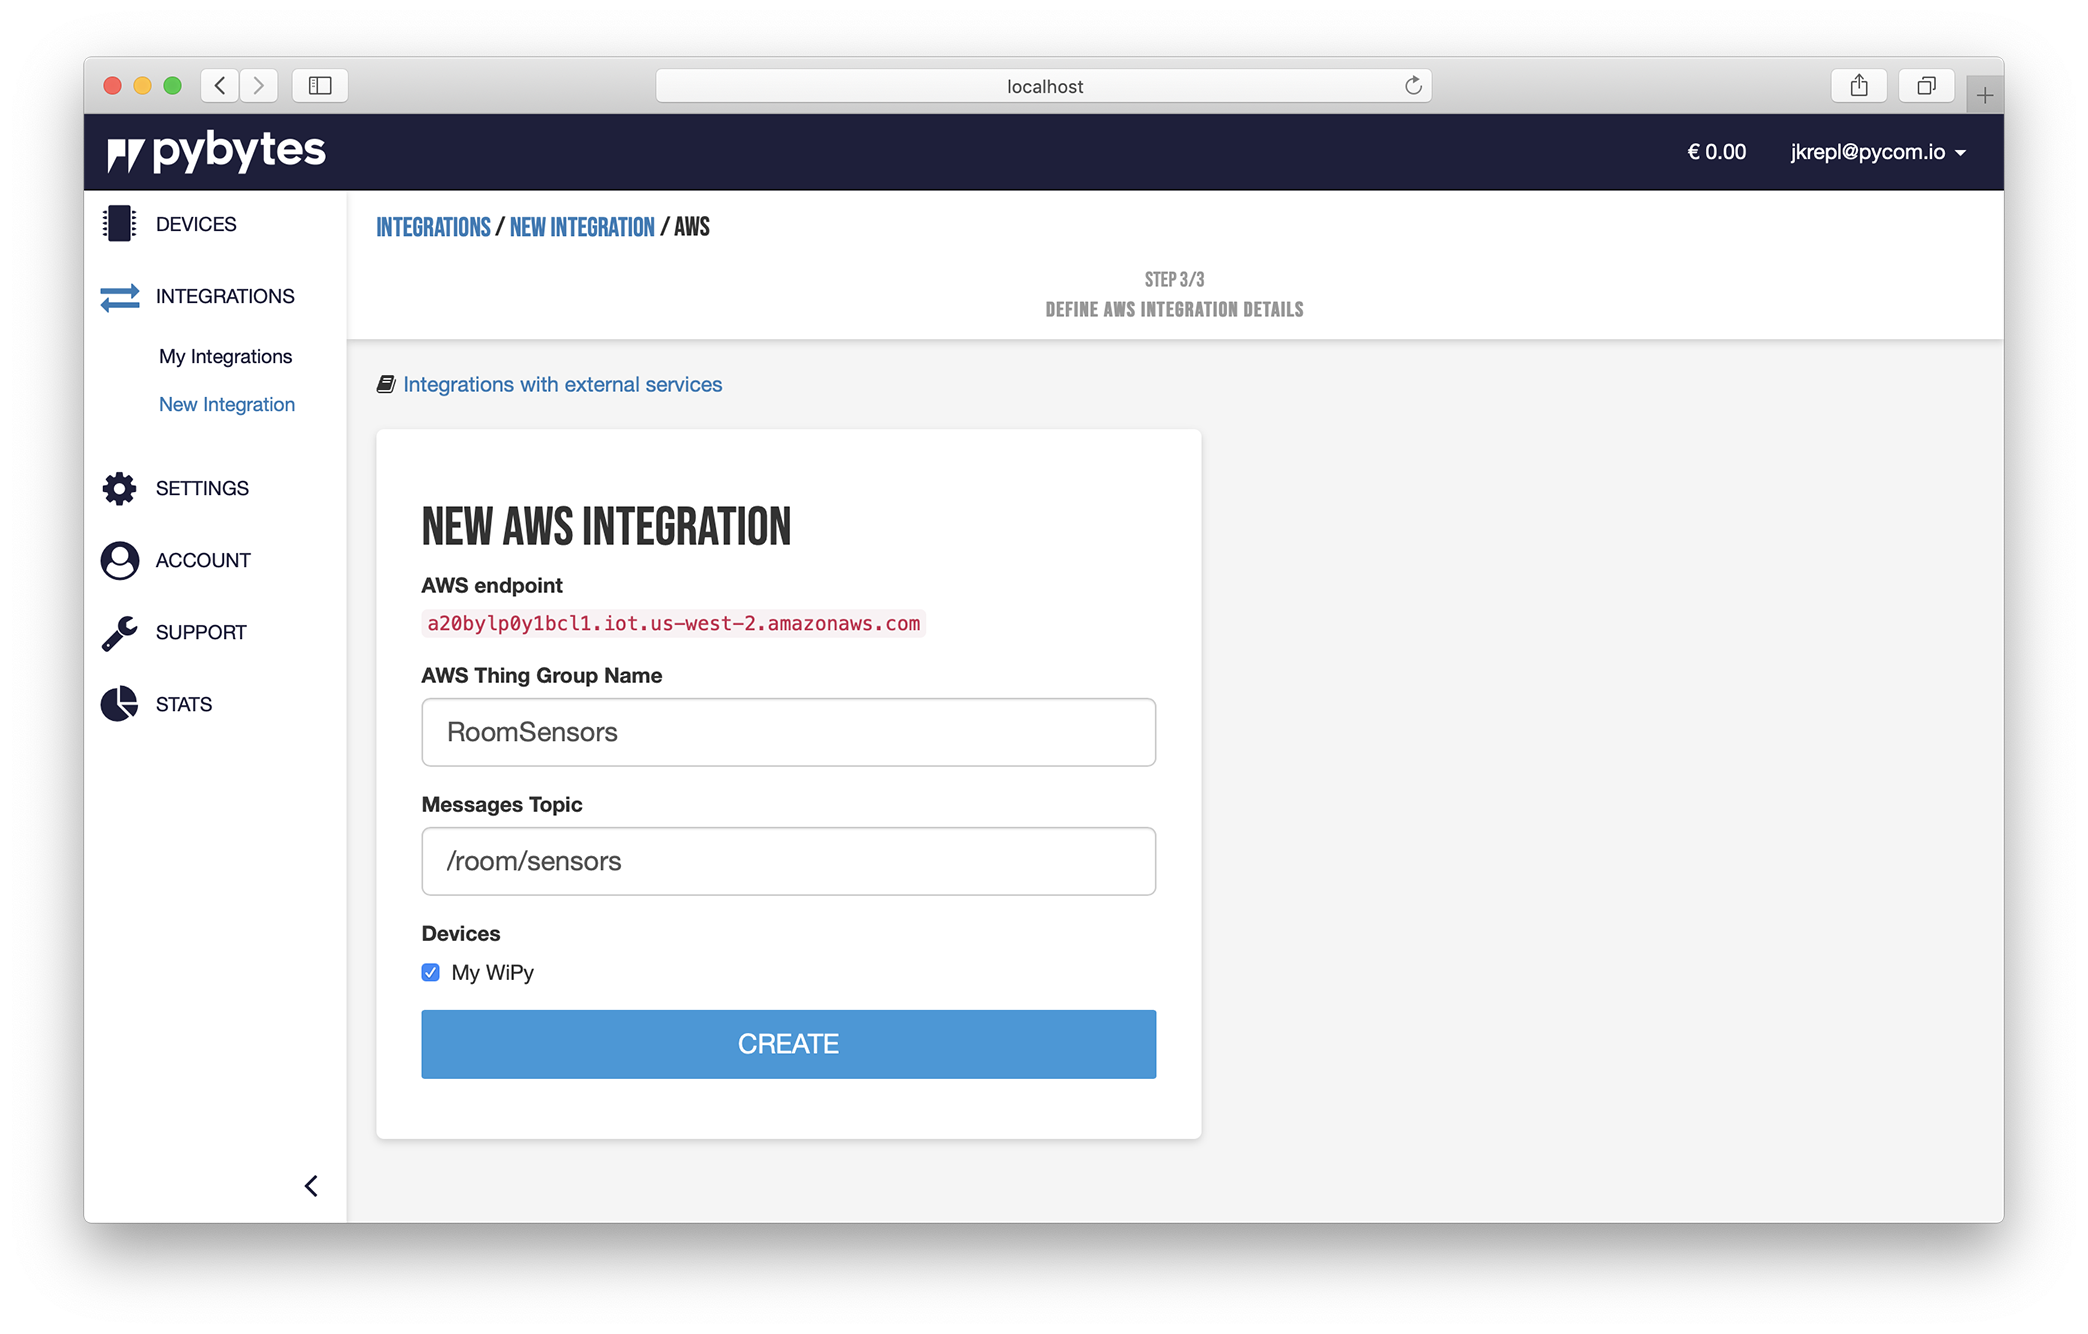 localhost
pybytes
€ 0.00
jkrepl@pycom.io
DEVICES
INTEGRATIONS
My Integrations
New Integration
SETTINGS
ACCOUNT
SUPPORT
STATS
INTEGRATIONS / NEW INTEGRATION / AWS
STEP 3/3
DEFINE AWS INTEGRATION DETAILS
Integrations with external services
NEW AWS INTEGRATION
AWS endpoint
a20bylp0y1bcl1.iot.us-west-2.amazonaws.com
AWS Thing Group Name
RoomSensors
Messages Topic
/room/sensors
Devices
My WiPy
CREATE